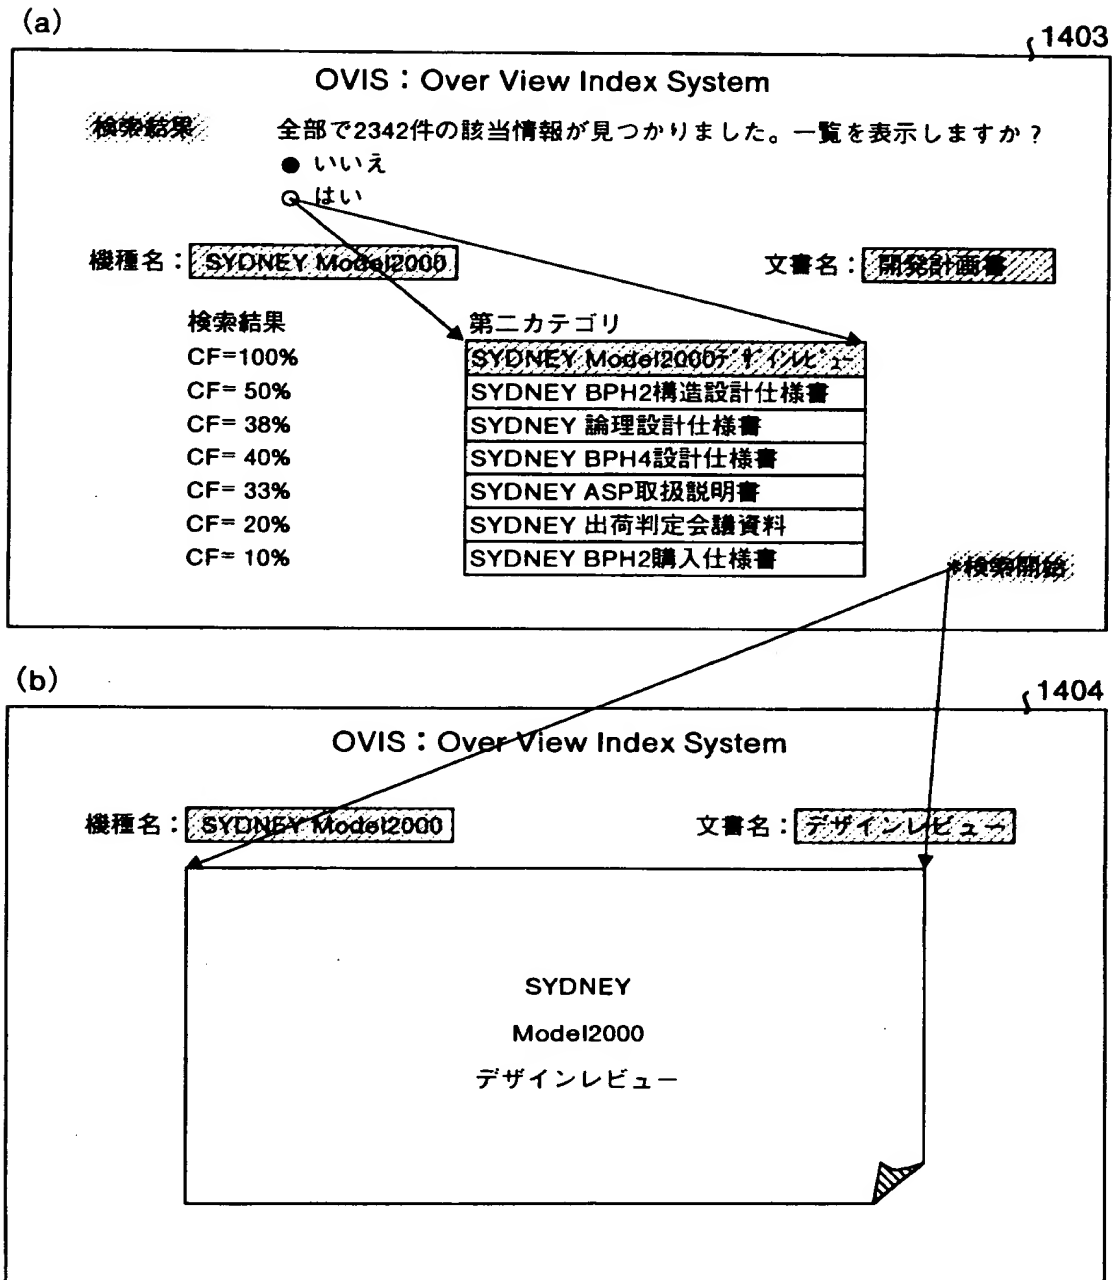 (a)
1403
OVIS：Over View Index System
検索結果 全部で2342件の該当情報が見つかりました。一覧を表示しますか？
● いいえ
○ はい
機種名： SYDNEY Model2000 文書名： 開発計画書
検索結果 第二カテゴリ
CF=100% SYDNEY Model2000ﾃﾞｻﾞｲﾝﾚﾋﾞｭｰ
CF= 50% SYDNEY BPH2構造設計仕様書
CF= 38% SYDNEY 論理設計仕様書
CF= 40% SYDNEY BPH4設計仕様書
CF= 33% SYDNEY ASP取扱説明書
CF= 20% SYDNEY 出荷判定会議資料
CF= 10% SYDNEY BPH2購入仕様書
*検索開始
(b)
1404
OVIS：Over View Index System
機種名： SYDNEY Model2000 文書名： デザインレビュー
SYDNEY
Model2000
デザインレビュー